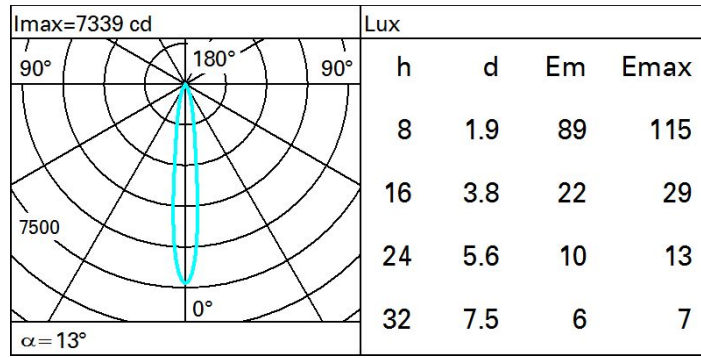 Imax=7339 cd
Lux
90°
180°
90°
h d Em Emax
8 1.9 89 115
16 3.8 22 29
7500
24 5.6 10 13
0°
32 7.5 6 7
α=13°